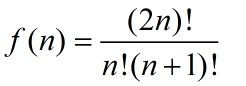 f(n) = (2n)! / n!(n+1)!